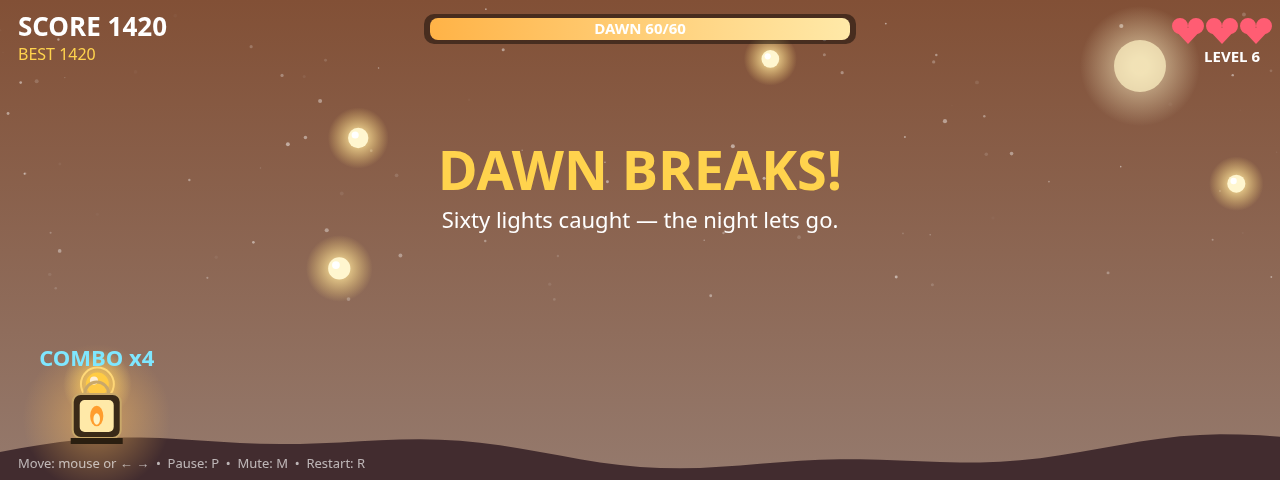 SCORE 1420
BEST 1420
DAWN 60/60
LEVEL 6
DAWN BREAKS!
Sixty lights caught — the night lets go.
COMBO x4
Move: mouse or ← → • Pause: P • Mute: M • Restart: R